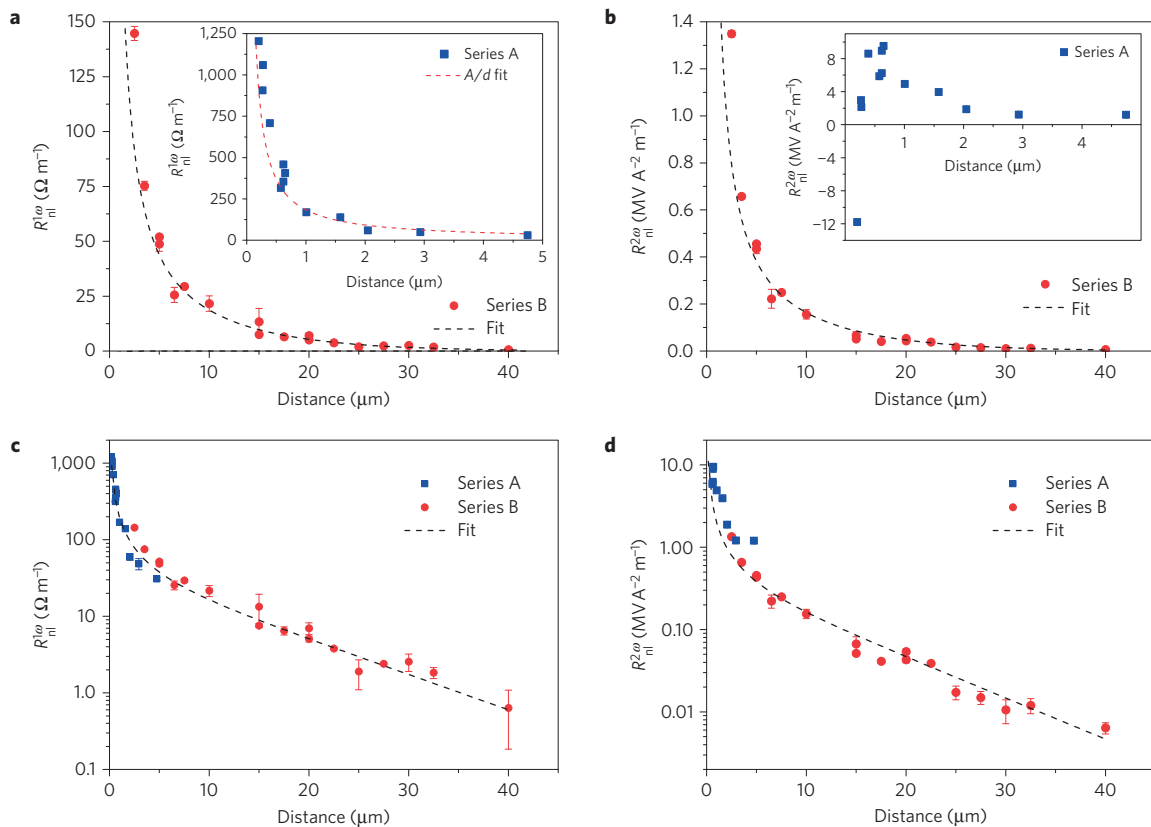 a
150
125
100
75
50
25
0
R¹ω nl (Ω m⁻¹)
0 10 20 30 40
Distance (μm)
Series B
Fit
1,250
1,000
750
500
250
0
R¹ω nl (Ω m⁻¹)
0 1 2 3 4 5
Distance (μm)
Series A
A/d fit
b
1.4
1.2
1.0
0.8
0.6
0.4
0.2
0.0
R²ω nl (MV A⁻² m⁻¹)
0 10 20 30 40
Distance (μm)
Series B
Fit
8
4
0
−4
−8
−12
R²ω nl (MV A⁻² m⁻¹)
1 2 3 4
Distance (μm)
Series A
c
1,000
100
10
1.0
0.1
R¹ω nl (Ω m⁻¹)
0 10 20 30 40
Distance (μm)
Series A
Series B
Fit
d
10.0
1.00
0.10
0.01
R²ω nl (MV A⁻² m⁻¹)
0 10 20 30 40
Distance (μm)
Series A
Series B
Fit